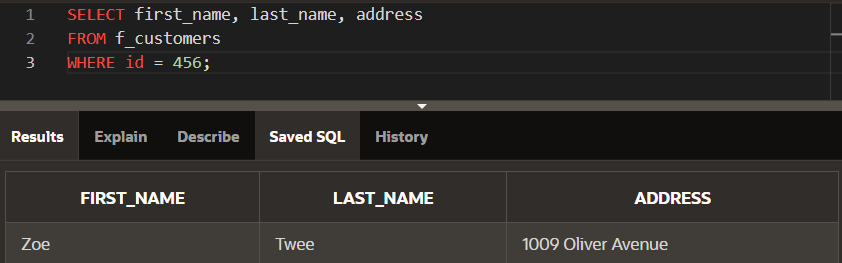 1 SELECT first_name, last_name, address
2 FROM f_customers
3 WHERE id = 456;
Results Explain Describe Saved SQL History
FIRST_NAME LAST_NAME ADDRESS
Zoe Twee 1009 Oliver Avenue